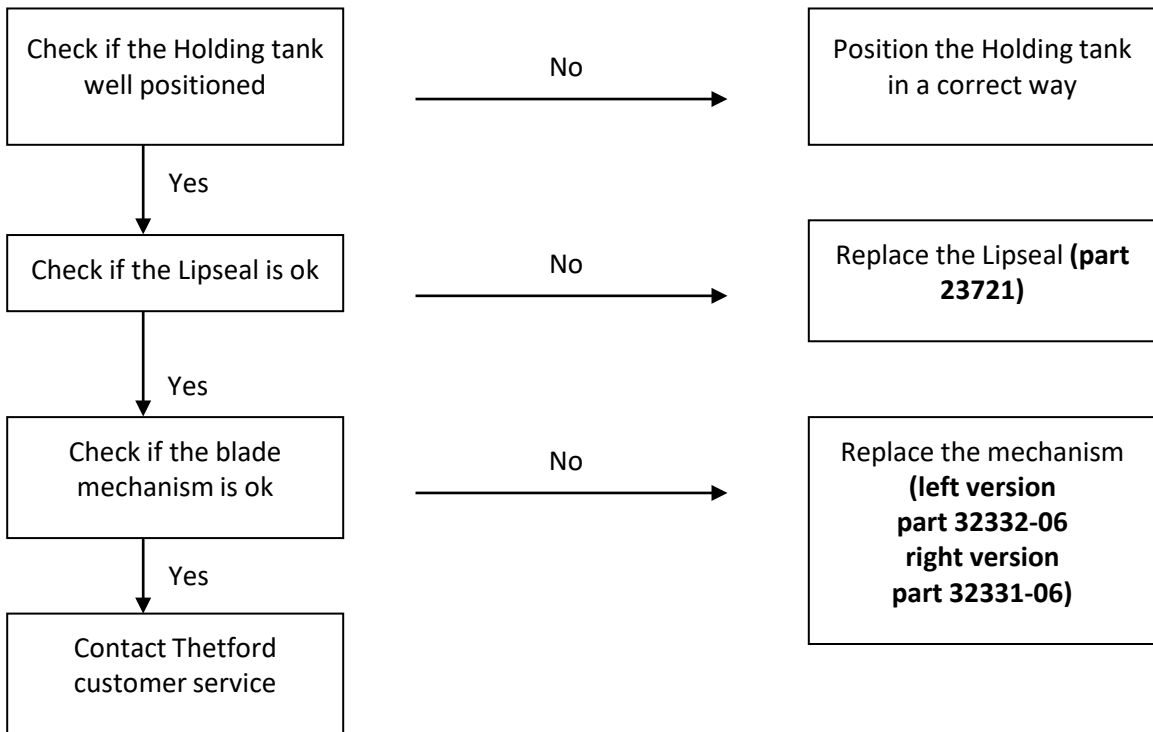 Check if the Holding tank
well positioned
No
Position the Holding tank
in a correct way
Yes
Check if the Lipseal is ok
No
Replace the Lipseal (part
23721)
Yes
Check if the blade
mechanism is ok
No
Replace the mechanism
(left version
part 32332-06
right version
part 32331-06)
Yes
Contact Thetford
customer service